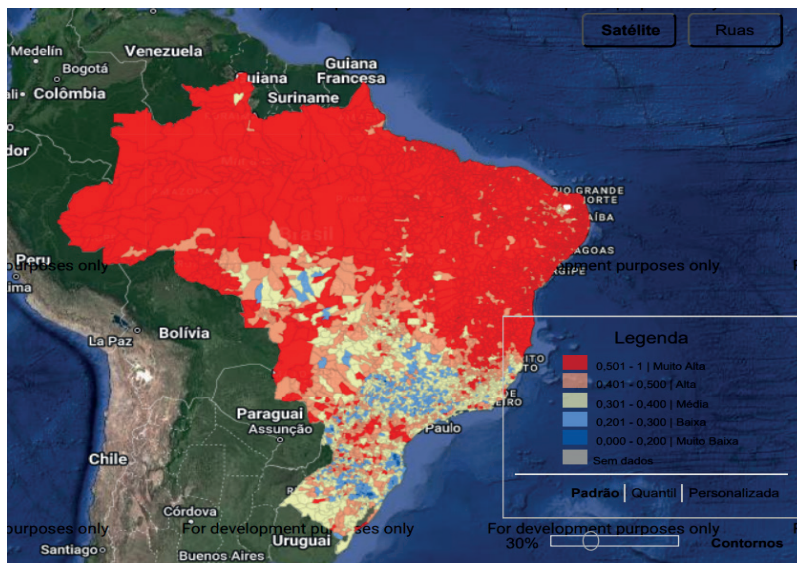 Satélite
Ruas
Medellín
Venezuela
Bogotá
Colômbia
Guiana
Guiana
Francesa
Suriname
dor
Brasil
RIO GRANDE
NORTE
AÍBA
AGOAS
GIPE
Peru
purposes only
development purposes only
La Paz
Bolívia
Legenda
0,501 - 1 | Muito Alta
0,401 - 0,500 | Alta
0,301 - 0,400 | Média
0,201 - 0,300 | Baixa
0,000 - 0,200 | Muito Baixa
Sem dados
Padrão | Quantil | Personalizada
Paraguai
Assunção
Paulo
Chile
Córdova
purposes only
For development purposes only
For development purposes only
Uruguai
Santiago
Buenos Aires
30%
Contornos